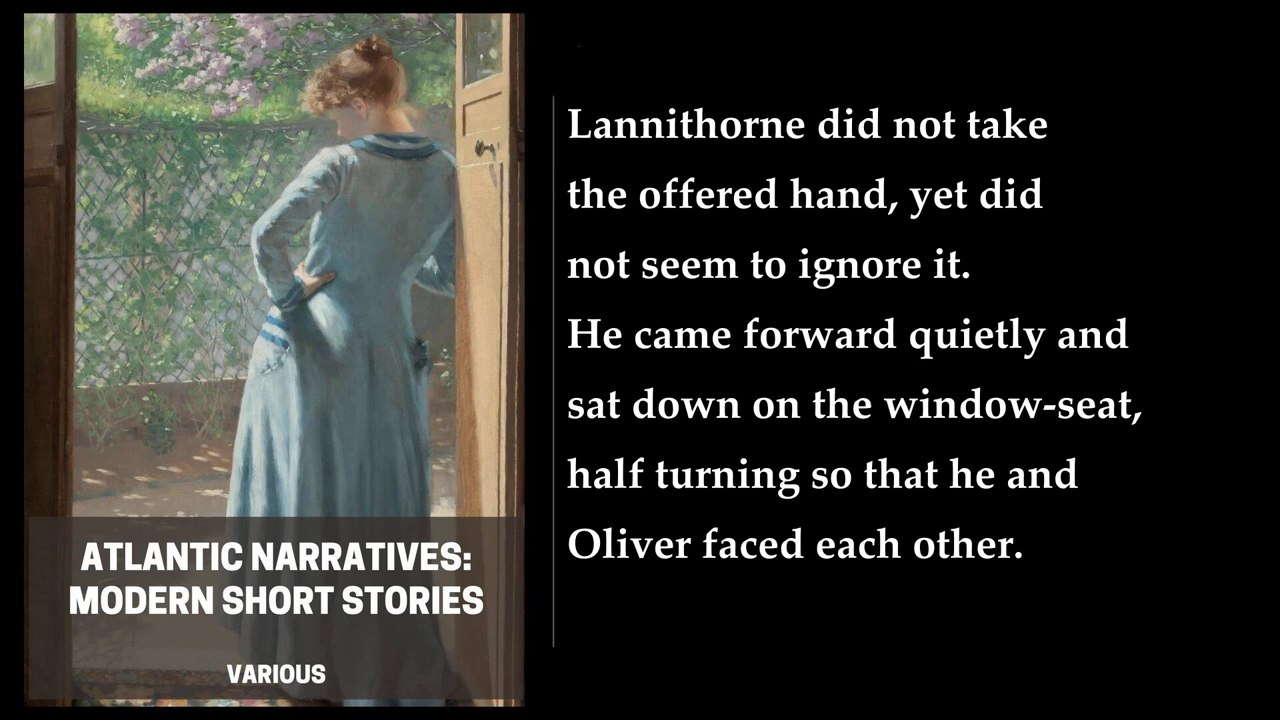 Lannithorne did not take
the offered hand, yet did
not seem to ignore it.
He came forward quietly and
sat down on the window-seat,
half turning so that he and
Oliver faced each other.
ATLANTIC NARRATIVES:
MODERN SHORT STORIES
VARIOUS